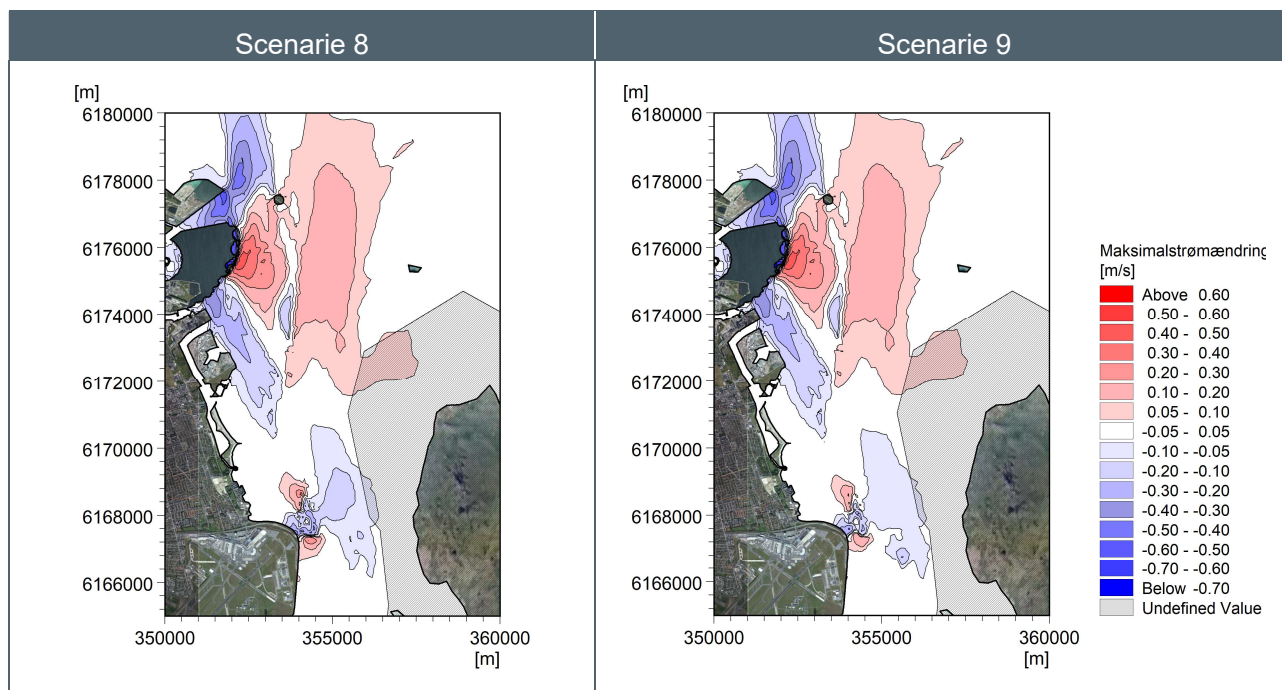 Scenarie 8
Scenarie 9
[m]
6180000
6178000
6176000
6174000
6172000
6170000
6168000
6166000
350000 355000 360000
[m]
[m]
6180000
6178000
6176000
6174000
6172000
6170000
6168000
6166000
350000 355000 360000
[m]
Maksimalstrømændring
[m/s]
Above 0.60
0.50 - 0.60
0.40 - 0.50
0.30 - 0.40
0.20 - 0.30
0.10 - 0.20
0.05 - 0.10
-0.05 - 0.05
-0.10 - -0.05
-0.20 - -0.10
-0.30 - -0.20
-0.40 - -0.30
-0.50 - -0.40
-0.60 - -0.50
-0.70 - -0.60
Below -0.70
Undefined Value